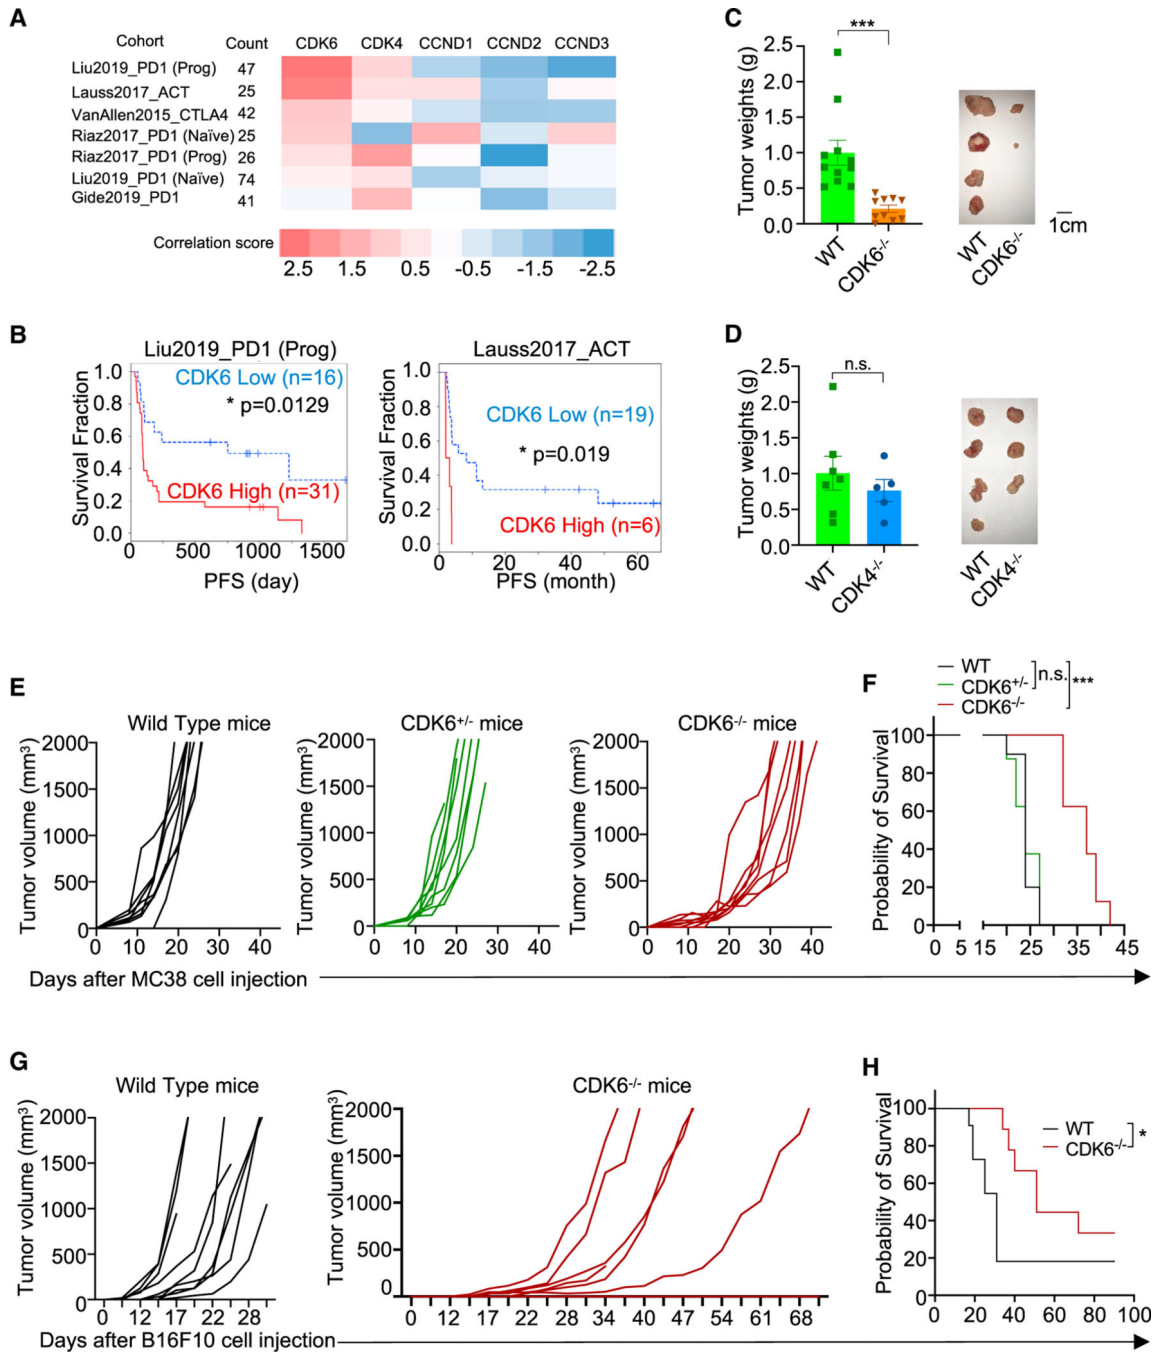 A
Cohort Count CDK6 CDK4 CCND1 CCND2 CCND3
Liu2019_PD1 (Prog) 47
Lauss2017_ACT 25
VanAllen2015_CTLA4 42
Riaz2017_PD1 (Naïve) 25
Riaz2017_PD1 (Prog) 26
Liu2019_PD1 (Naïve) 74
Gide2019_PD1 41
Correlation score
2.5 1.5 0.5 -0.5 -1.5 -2.5
B
Liu2019_PD1 (Prog)
Survival Fraction
1.0
0.8
0.6
0.4
0.2
0.0
CDK6 Low (n=16)
* p=0.0129
CDK6 High (n=31)
0 500 1000 1500
PFS (day)
Lauss2017_ACT
Survival Fraction
1.0
0.8
0.6
0.4
0.2
0.0
CDK6 Low (n=19)
* p=0.019
CDK6 High (n=6)
0 20 40 60
PFS (month)
C
Tumor weights (g)
2.5
2.0
1.5
1.0
0.5
0.0
***
WT CDK6-/-
WT CDK6-/-
1cm
D
Tumor weights (g)
2.5
2.0
1.5
1.0
0.5
0.0
n.s.
WT CDK4-/-
WT CDK4-/-
E
Wild Type mice
Tumor volume (mm³)
2000
1500
1000
500
0
0 10 20 30 40
CDK6+/- mice
Tumor volume (mm³)
2000
1500
1000
500
0
0 10 20 30 40
CDK6-/- mice
Tumor volume (mm³)
2000
1500
1000
500
0
0 10 20 30 40
Days after MC38 cell injection
F
WT
CDK6+/-
CDK6-/-
n.s.
***
Probability of Survival
100
80
60
40
20
0
0 5 15 25 35 45
G
Wild Type mice
Tumor volume (mm³)
2000
1500
1000
500
0
0 12 17 22 28
CDK6-/- mice
Tumor volume (mm³)
2000
1500
1000
500
0
0 17 22 28 34 40 47 54 61 68
Days after B16F10 cell injection
H
WT
CDK6-/-
*
Probability of Survival
100
80
60
40
20
0
0 20 40 60 80 100